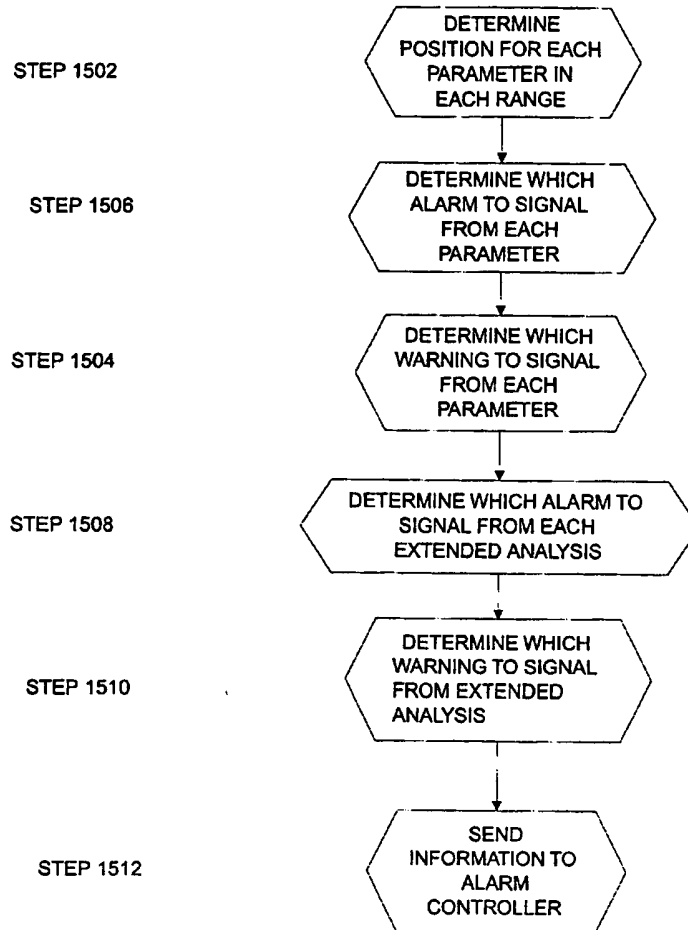 STEP 1502
DETERMINE
POSITION FOR EACH
PARAMETER IN
EACH RANGE
STEP 1506
DETERMINE WHICH
ALARM TO SIGNAL
FROM EACH
PARAMETER
STEP 1504
DETERMINE WHICH
WARNING TO SIGNAL
FROM EACH
PARAMETER
STEP 1508
DETERMINE WHICH ALARM TO
SIGNAL FROM EACH
EXTENDED ANALYSIS
STEP 1510
DETERMINE WHICH
WARNING TO SIGNAL
FROM EXTENDED
ANALYSIS
STEP 1512
SEND
INFORMATION TO
ALARM
CONTROLLER